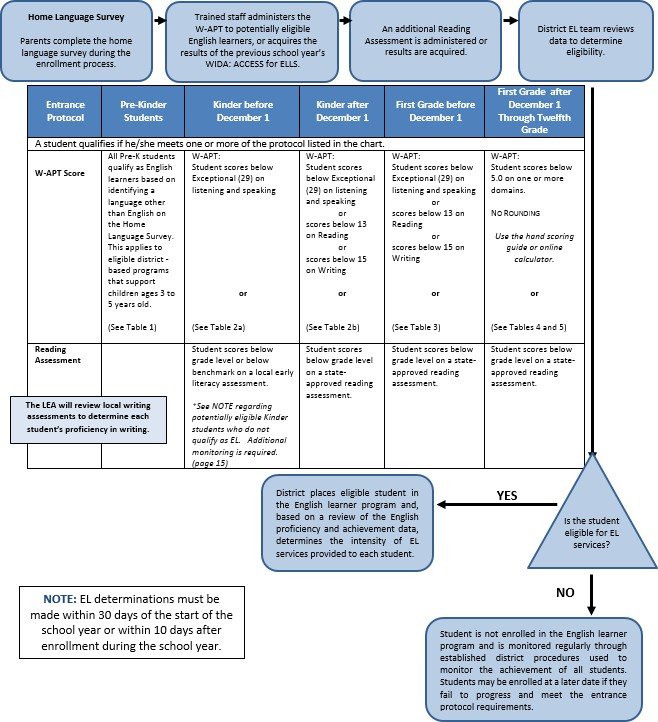 Home Language Survey
Parents complete the home
language survey during the
enrollment process.
Trained staff administers the
W-APT to potentially eligible
English learners, or acquires the
results of the previous school year's
WIDA: ACCESS for ELLS.
An additional Reading
Assessment is administered or
results are acquired.
District EL team reviews
data to determine
eligibility.
Entrance
Protocol
Pre-Kinder
Students
Kinder before
December 1
Kinder after
December 1
First Grade before
December 1
First Grade after
December 1
Through Twelfth
Grade
A student qualifies if he/she meets one or more of the protocol listed in the chart.
W-APT Score
All Pre-K students
qualify as English
learners based on
identifying a
language other
than English on
the Home
Language Survey.
This applies to
eligible district -
based programs
that support
children ages 3 to
5 years old.
(See Table 1)
W-APT:
Student scores below
Exceptional (29) on
listening and speaking
or
(See Table 2a)
W-APT:
Student scores
below Exceptional
(29) on listening
and speaking
or
scores below 13
on Reading
or
scores below 15
on Writing
or
(See Table 2b)
W-APT:
Student scores below
Exceptional (29) on
listening and speaking
or
scores below 13 on
Reading
or
scores below 15 on
Writing
or
(See Table 3)
W-APT:
Student scores below
5.0 on one or more
domains.
NO ROUNDING
Use the hand scoring
guide or online
calculator.
or
(See Tables 4 and 5)
Reading
Assessment
Student scores below
grade level or below
benchmark on a local early
literacy assessment.
*See NOTE regarding
potentially eligible Kinder
students who do not
qualify as EL. Additional
monitoring is required.
(page 15)
Student scores
below grade level
on a state-
approved reading
assessment.
Student scores below
grade level on a state-
approved reading
assessment.
Student scores below
grade level on a state-
approved reading
assessment.
The LEA will review local writing
assessments to determine each
student's proficiency in writing.
District places eligible student in
the English learner program and,
based on a review of the English
proficiency and achievement data,
determines the intensity of EL
services provided to each student.
YES
Is the student
eligible for EL
services?
NO
NOTE: EL determinations must be
made within 30 days of the start of the
school year or within 10 days after
enrollment during the school year.
Student is not enrolled in the English learner
program and is monitored regularly through
established district procedures used to
monitor the achievement of all students.
Students may be enrolled at a later date if they
fail to progress and meet the entrance
protocol requirements.